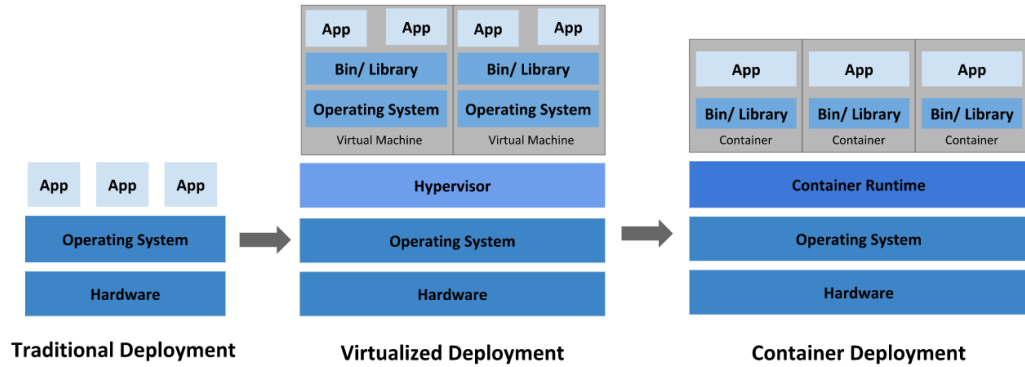 App App App
Operating System
Hardware
Traditional Deployment
App App App App
Bin/ Library Bin/ Library
Operating System Operating System
Virtual Machine Virtual Machine
Hypervisor
Operating System
Hardware
Virtualized Deployment
App App App
Bin/ Library Bin/ Library Bin/ Library
Container Container Container
Container Runtime
Operating System
Hardware
Container Deployment